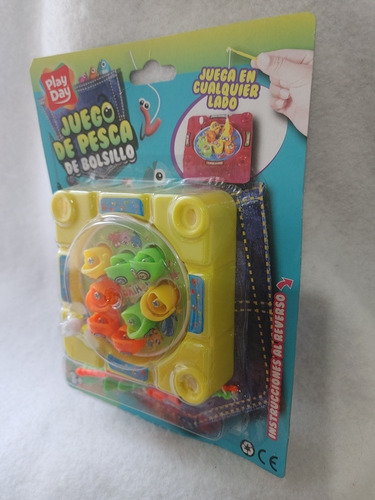 Play
Day
JUEGO
DE PESCA
DE BOLSILLO
JUEGA EN
CUALQUIER
LADO
INSTRUCCIONES AL REVERSO
CE